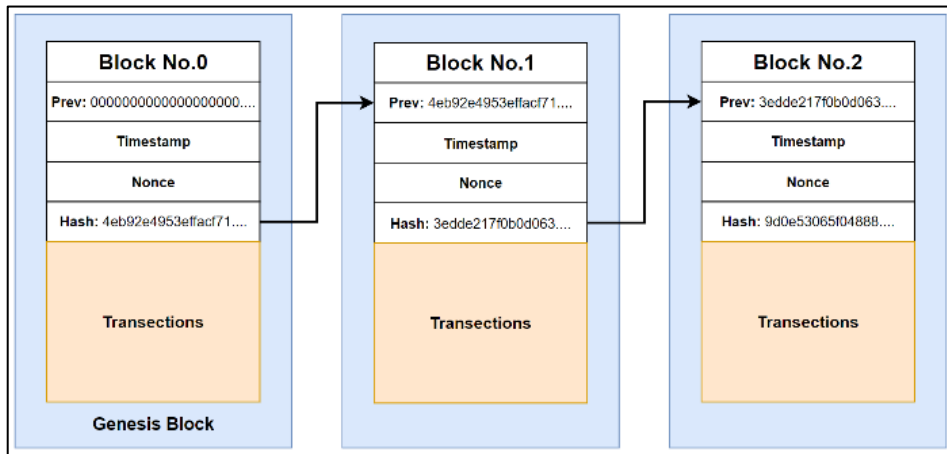 Block No.0
Prev: 0000000000000000000....
Timestamp
Nonce
Hash: 4eb92e4953effacf71....
Transections
Genesis Block
Block No.1
Prev: 4eb92e4953effacf71....
Timestamp
Nonce
Hash: 3edde217f0b0d063....
Transections
Block No.2
Prev: 3edde217f0b0d063....
Timestamp
Nonce
Hash: 9d0e53065f04888....
Transections